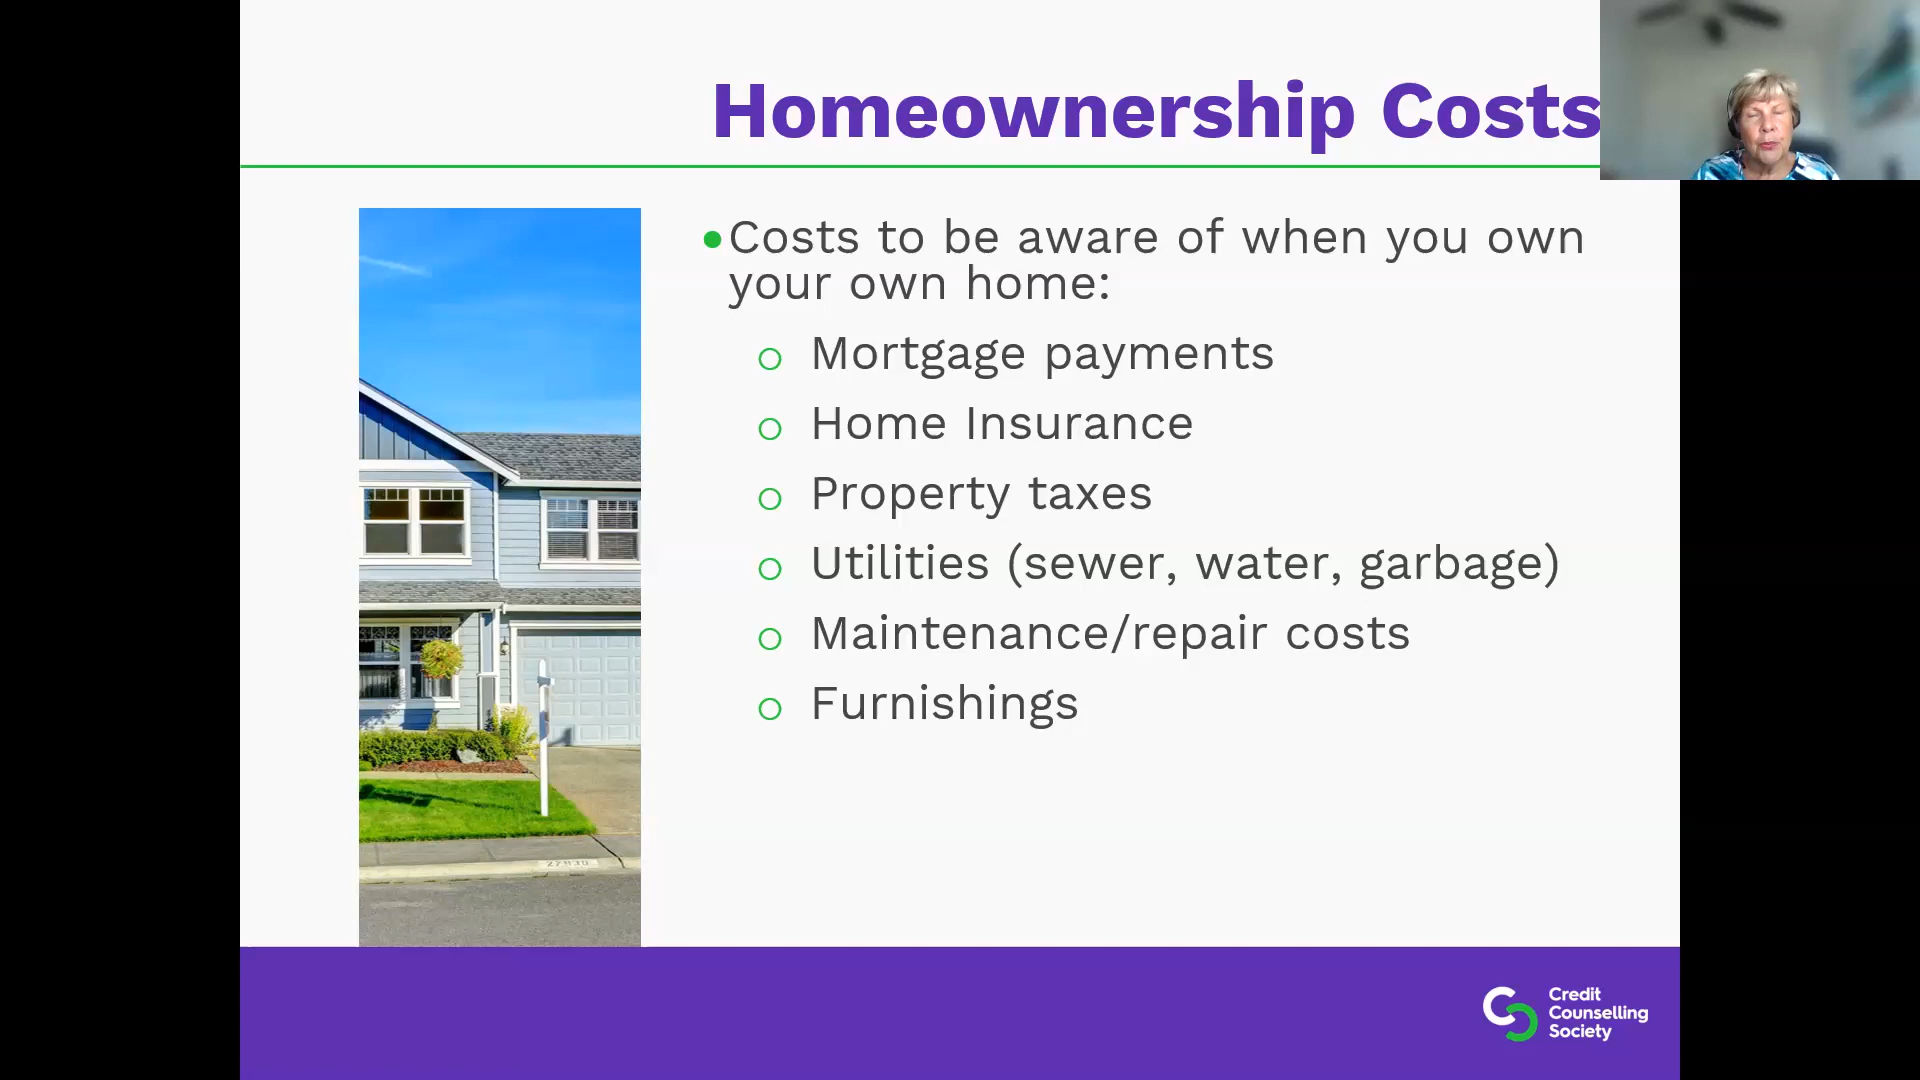 Homeownership Costs
Costs to be aware of when you own
your own home:
Mortgage payments
Home Insurance
Property taxes
Utilities (sewer, water, garbage)
Maintenance/repair costs
Furnishings
Credit
Counselling
Society